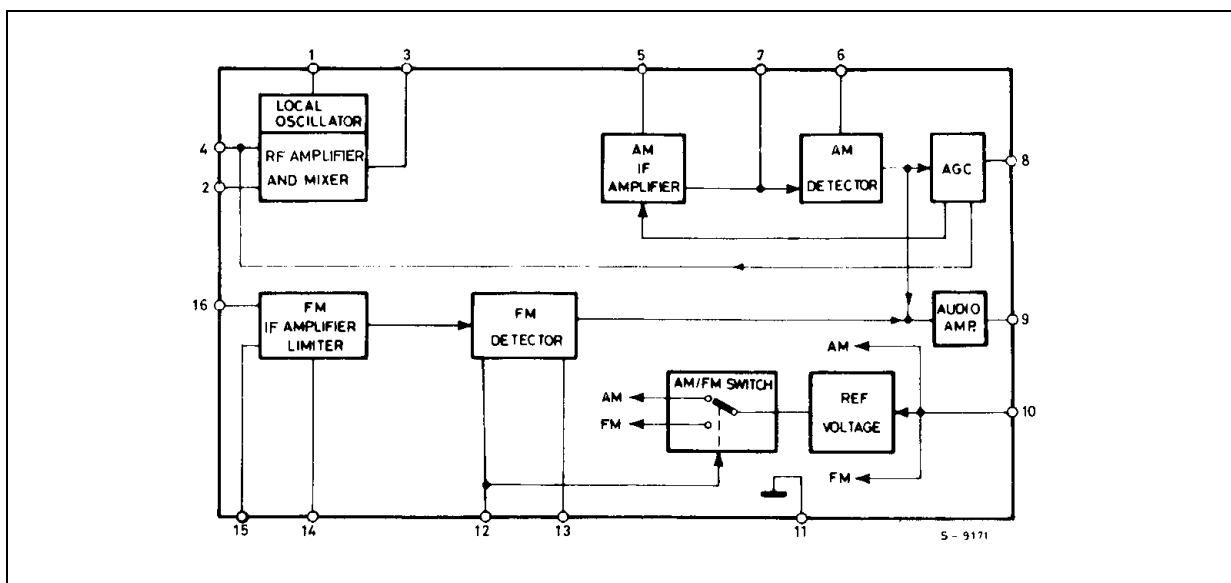 1
3
5
7
6
LOCAL
OSCILLATOR
RF AMPLIFIER
AND MIXER
4
2
AM
IF
AMPLIFIER
AM
DETECTOR
AGC
8
16
FM
IF AMPLIFIER
LIMITER
FM
DETECTOR
AUDIO
AMP.
9
AM
AM/FM SWITCH
AM
FM
REF
VOLTAGE
10
FM
15
14
12
13
11
S - 9171